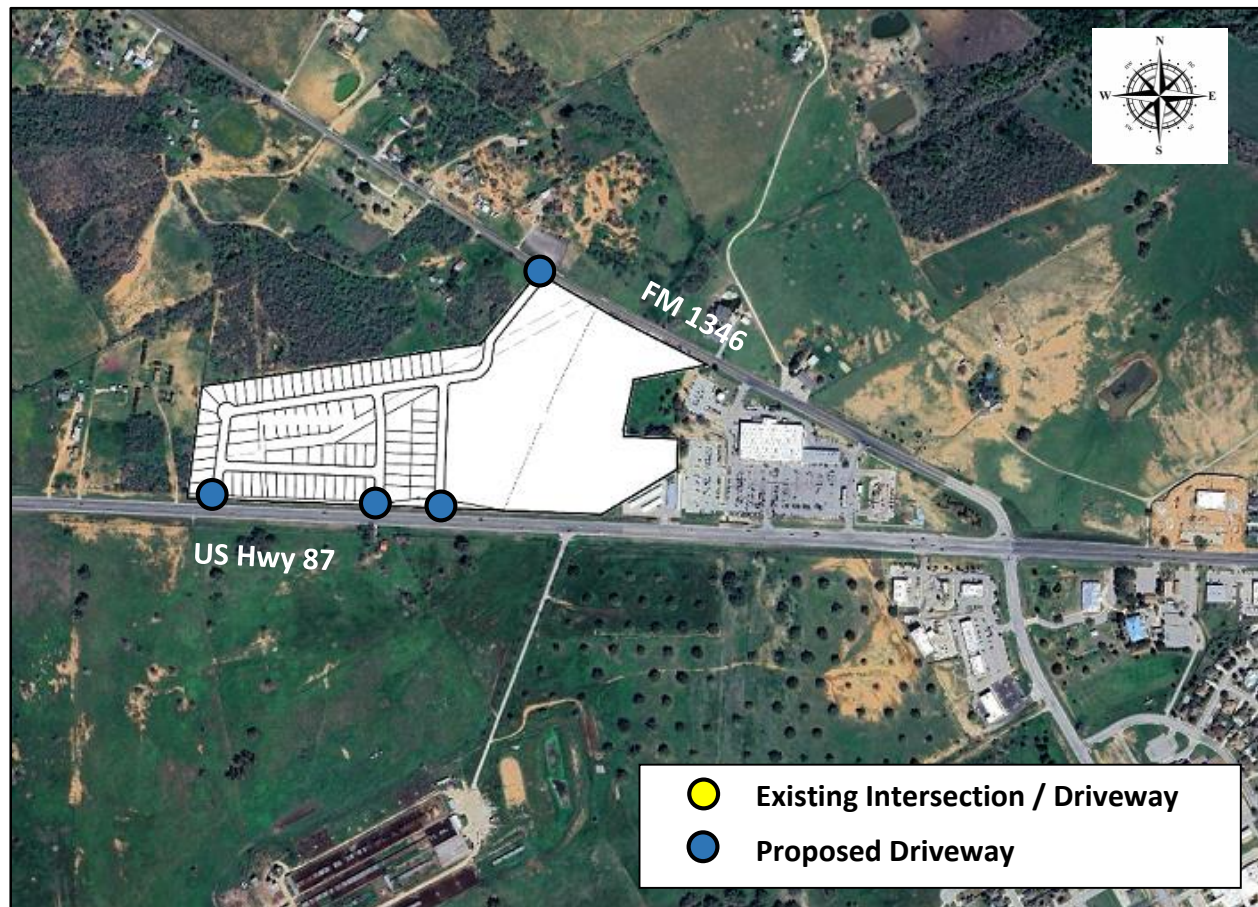 N
W E
S
FM 1346
US Hwy 87
Existing Intersection / Driveway
Proposed Driveway